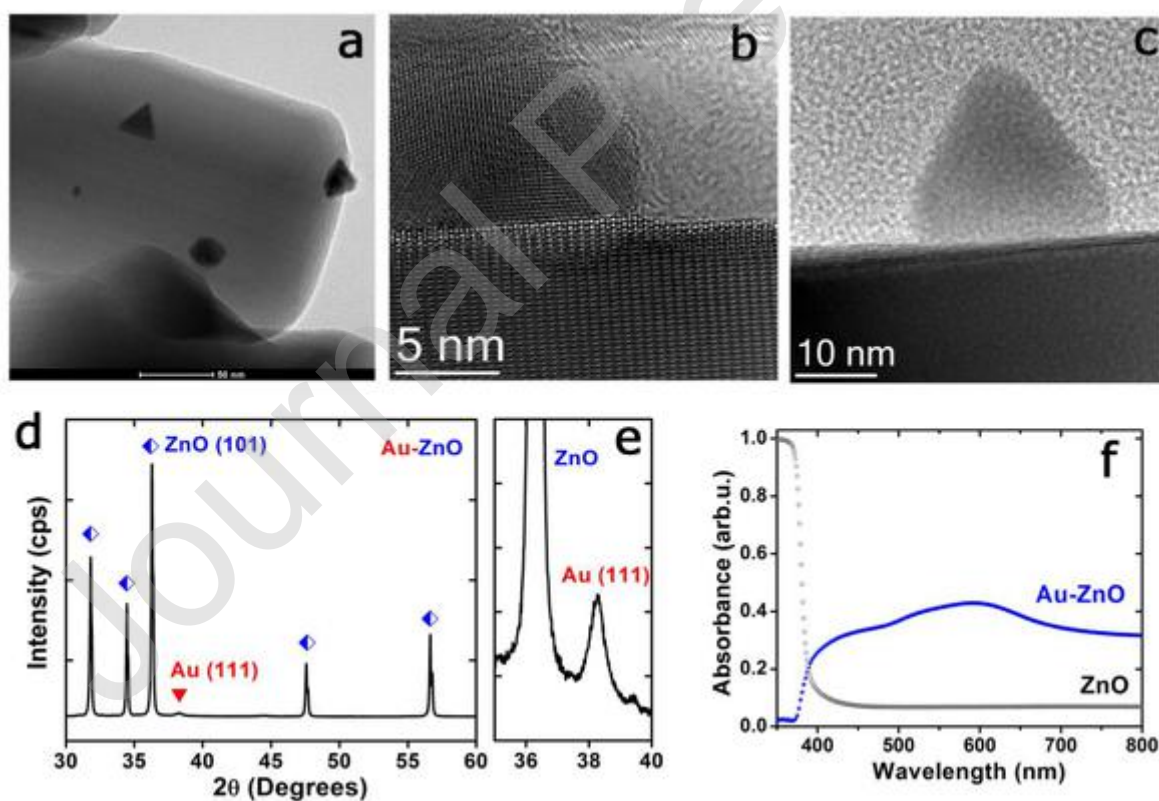 a
b
c
50 nm
5 nm
10 nm
Journal P
d
ZnO (101)
Au-ZnO
Au (111)
Intensity (cps)
30 35 40 45 50 55 60
2θ (Degrees)
e
ZnO
Au (111)
36 38 40
f
1.0
0.8
0.6
0.4
0.2
0.0
Absorbance (arb.u.)
Au-ZnO
ZnO
400 500 600 700 800
Wavelength (nm)